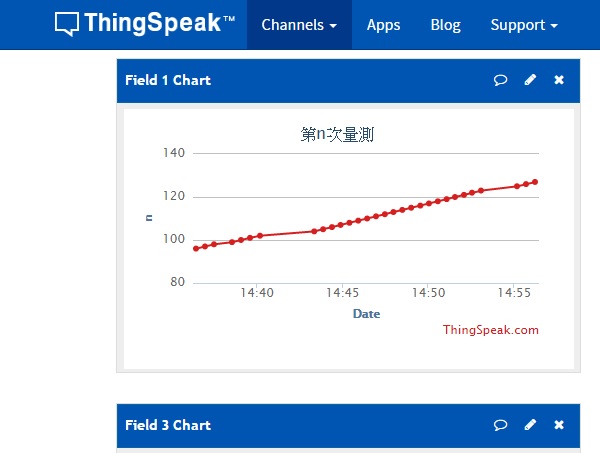 ThingSpeak™ Channels Apps Blog Support
Field 1 Chart
第n次量測
140
120
100
80
n
14:40 14:45 14:50 14:55
Date
ThingSpeak.com
Field 3 Chart